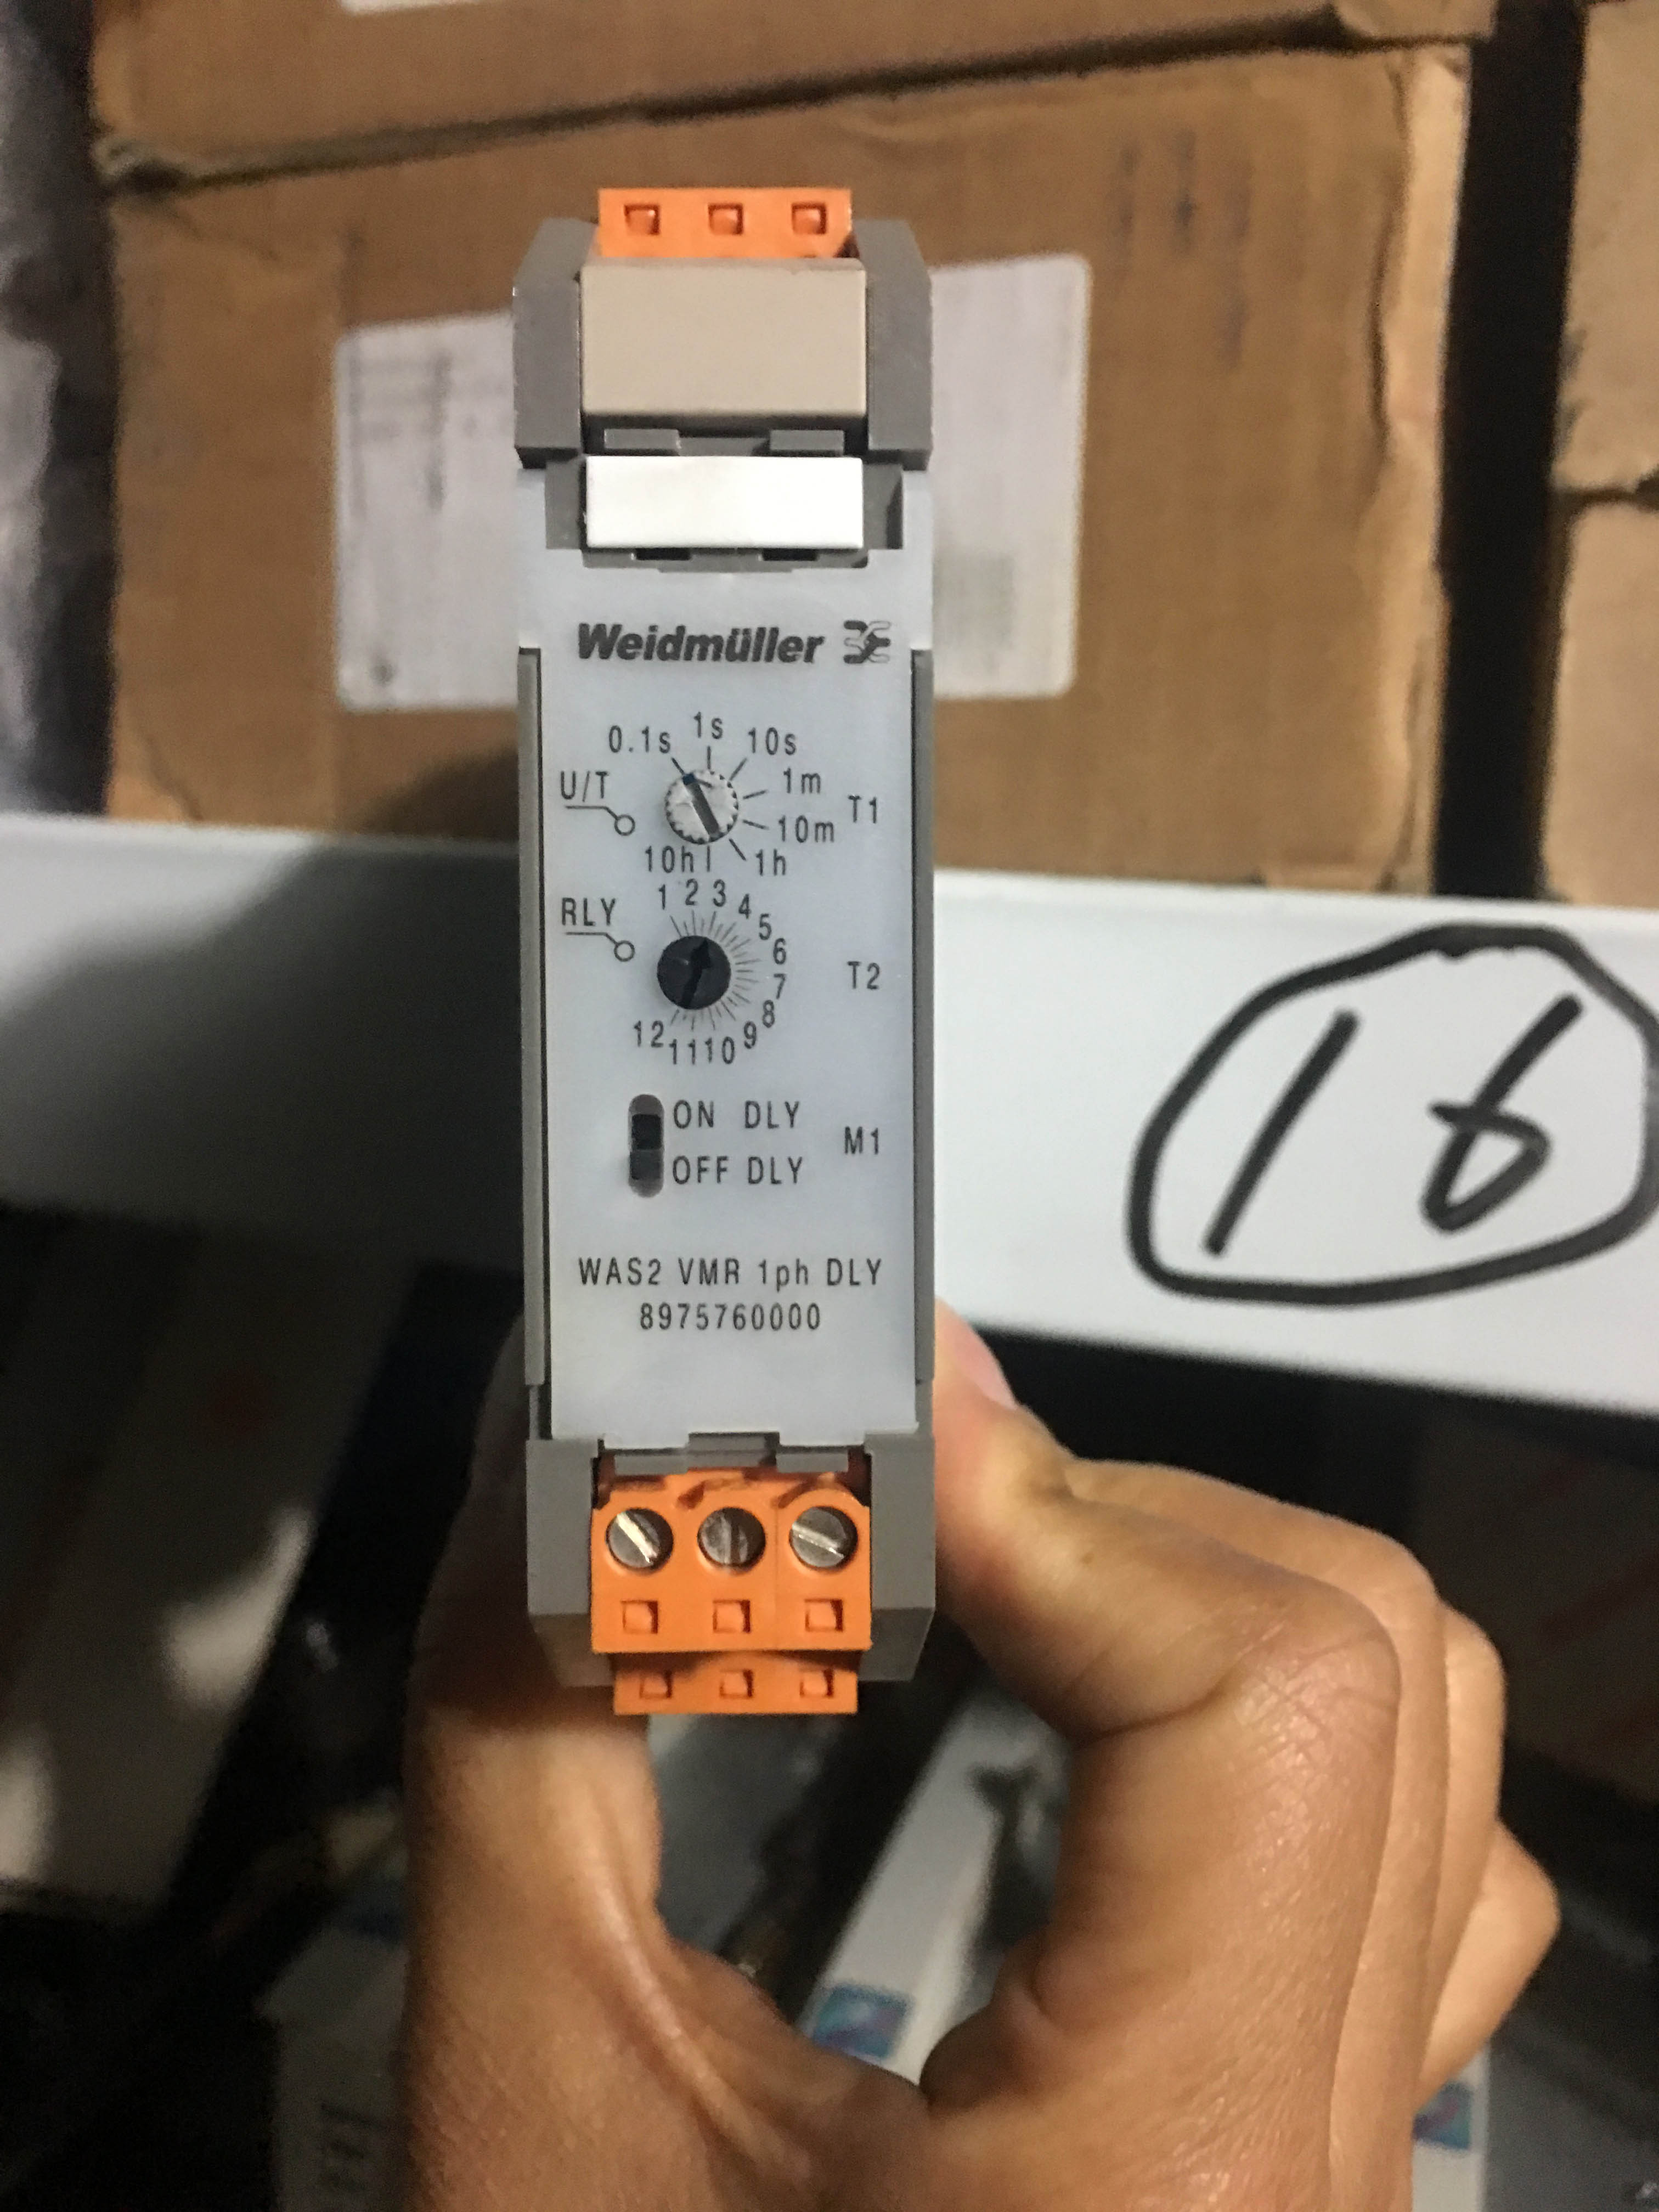 Weidmüller
0.1s 1s 10s
U/T 1m
T1
10m
10h 1h
1 2 3 4 5 6 7 8 9 10 11 12
RLY
T2
ON DLY
M1
OFF DLY
WAS2 VMR 1ph DLY
8975760000
16